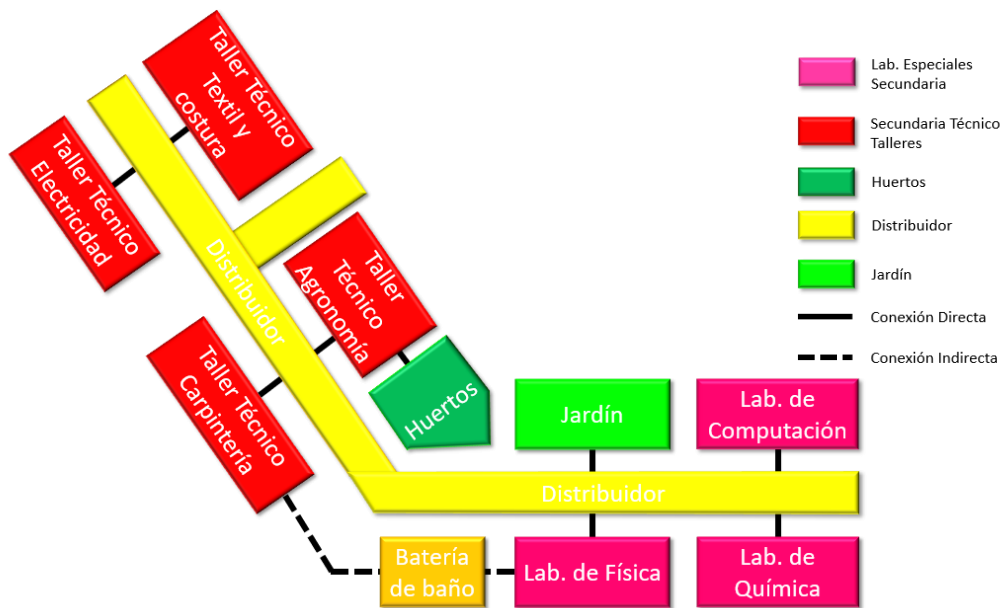 Taller Técnico
Textil y
costura
Taller Técnico
Electricidad
Distribuidor
Taller
Técnico
Agronomía
Taller Técnico
Carpintería
Huertos
Jardín
Lab. de
Computación
Distribuidor
Batería
de baño
Lab. de Física
Lab. de
Química
Lab. Especiales
Secundaria
Secundaria Técnico
Talleres
Huertos
Distribuidor
Jardín
Conexión Directa
Conexión Indirecta